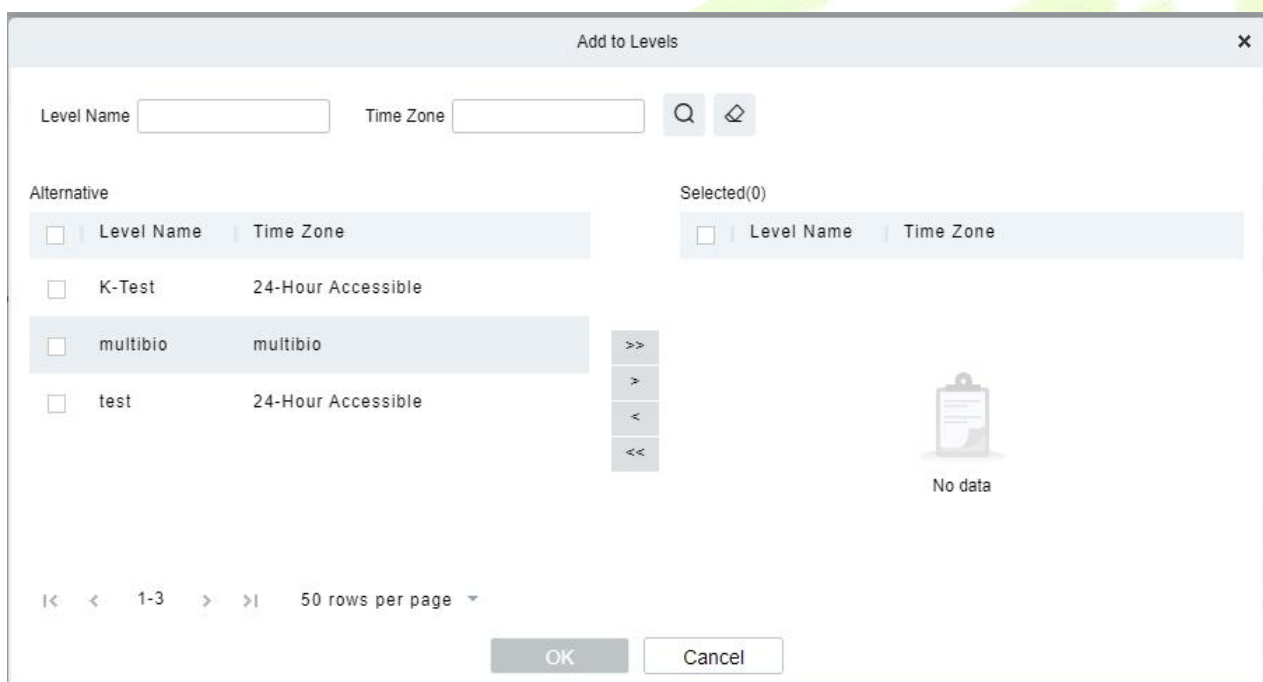 Add to Levels
Level Name
Time Zone
Alternative
Level Name Time Zone
K-Test 24-Hour Accessible
multibio multibio
test 24-Hour Accessible
>>
>
<
<<
Selected(0)
Level Name Time Zone
No data
1-3
50 rows per page
OK
Cancel